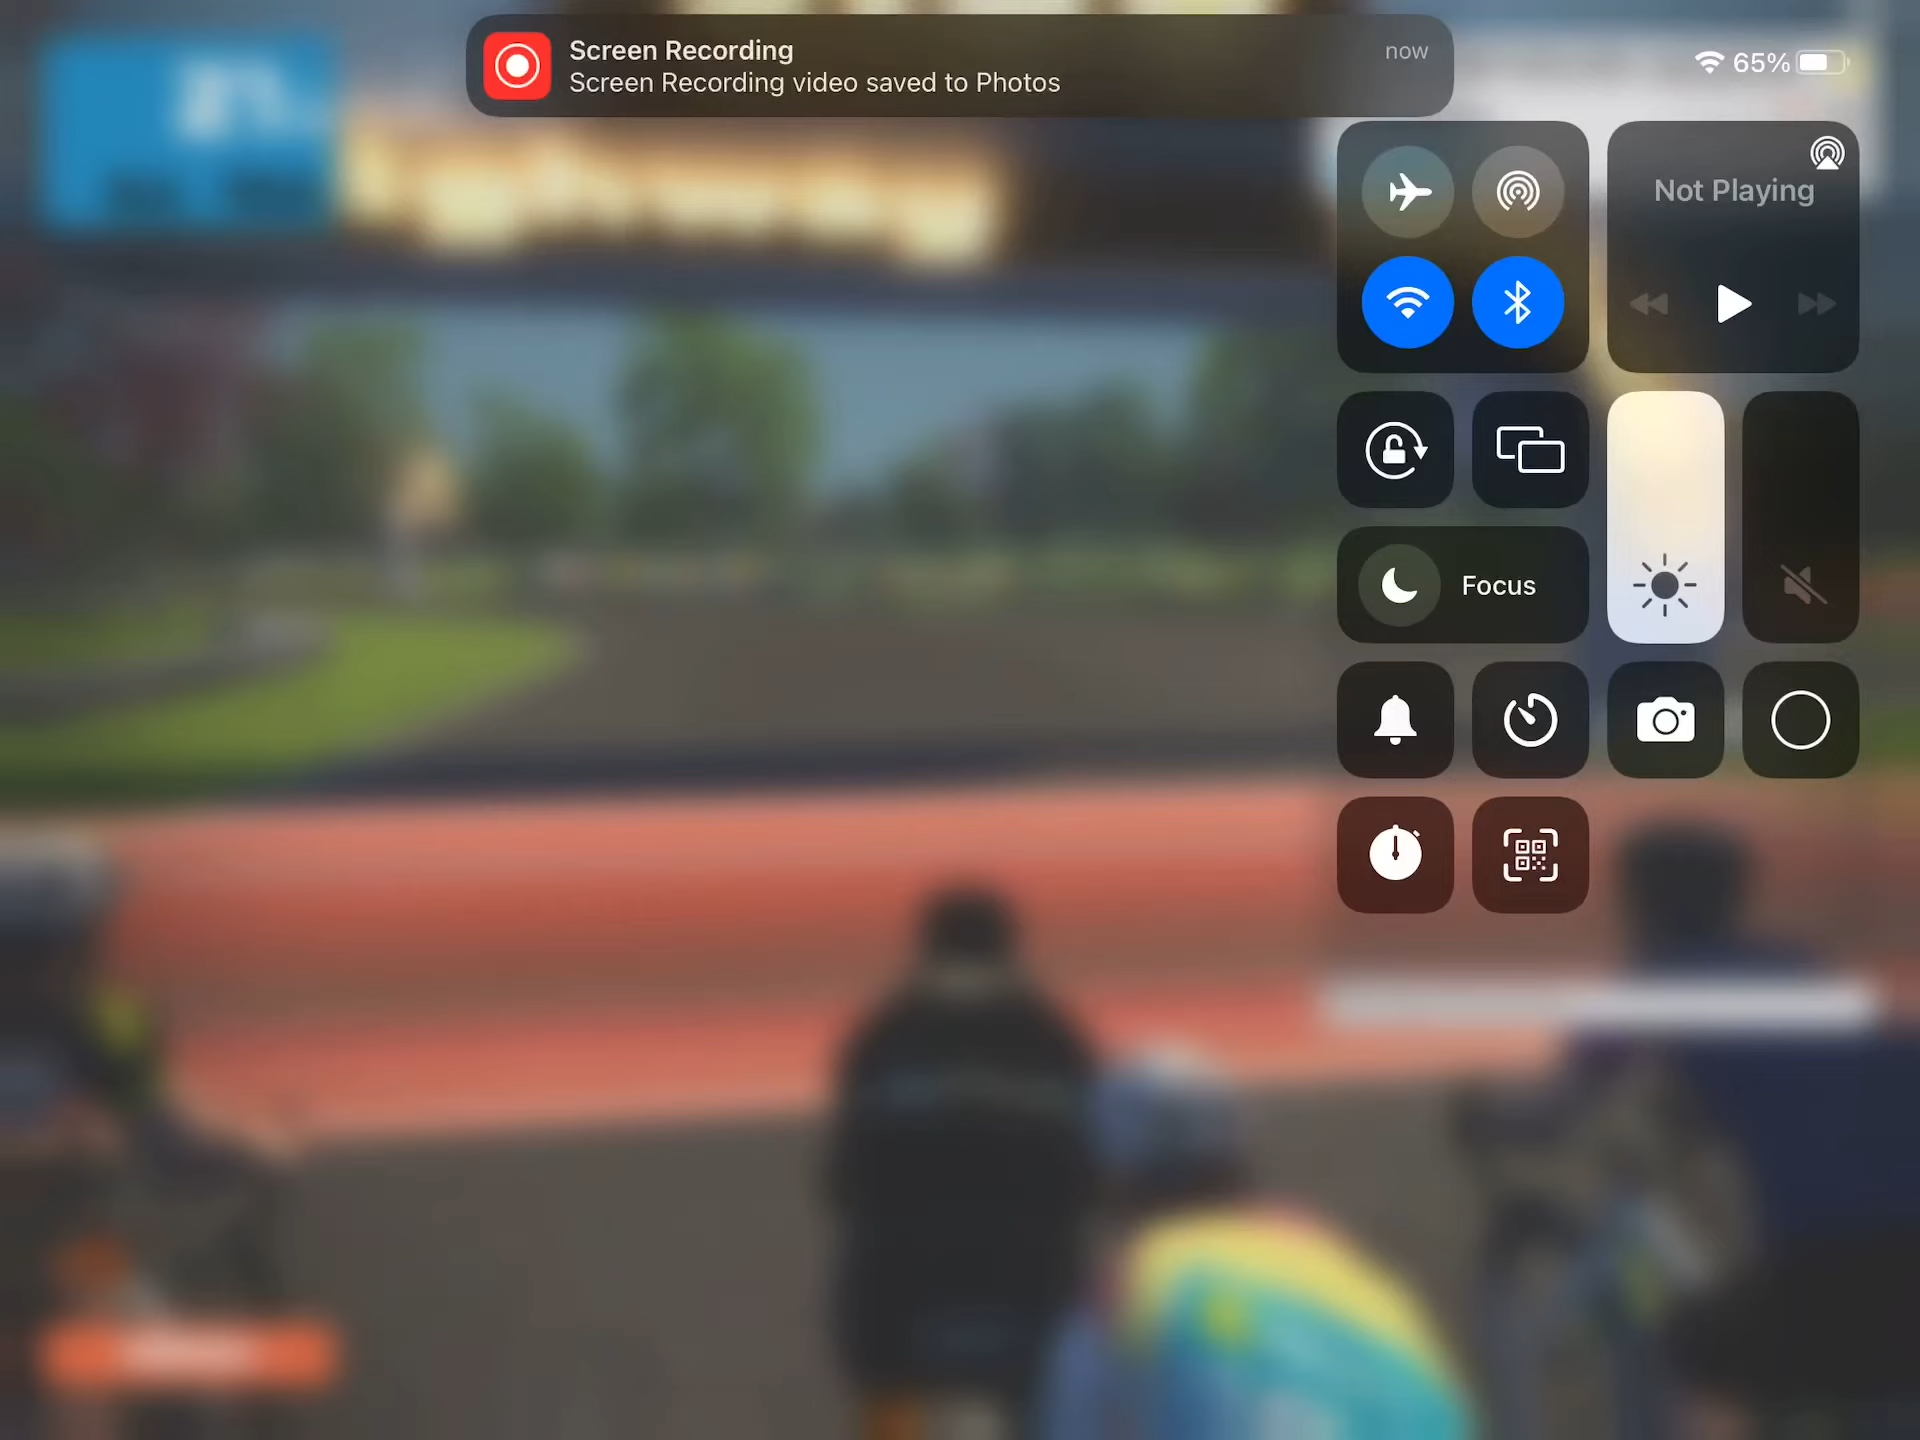 Screen Recording
now
Screen Recording video saved to Photos
65%
Not Playing
Focus